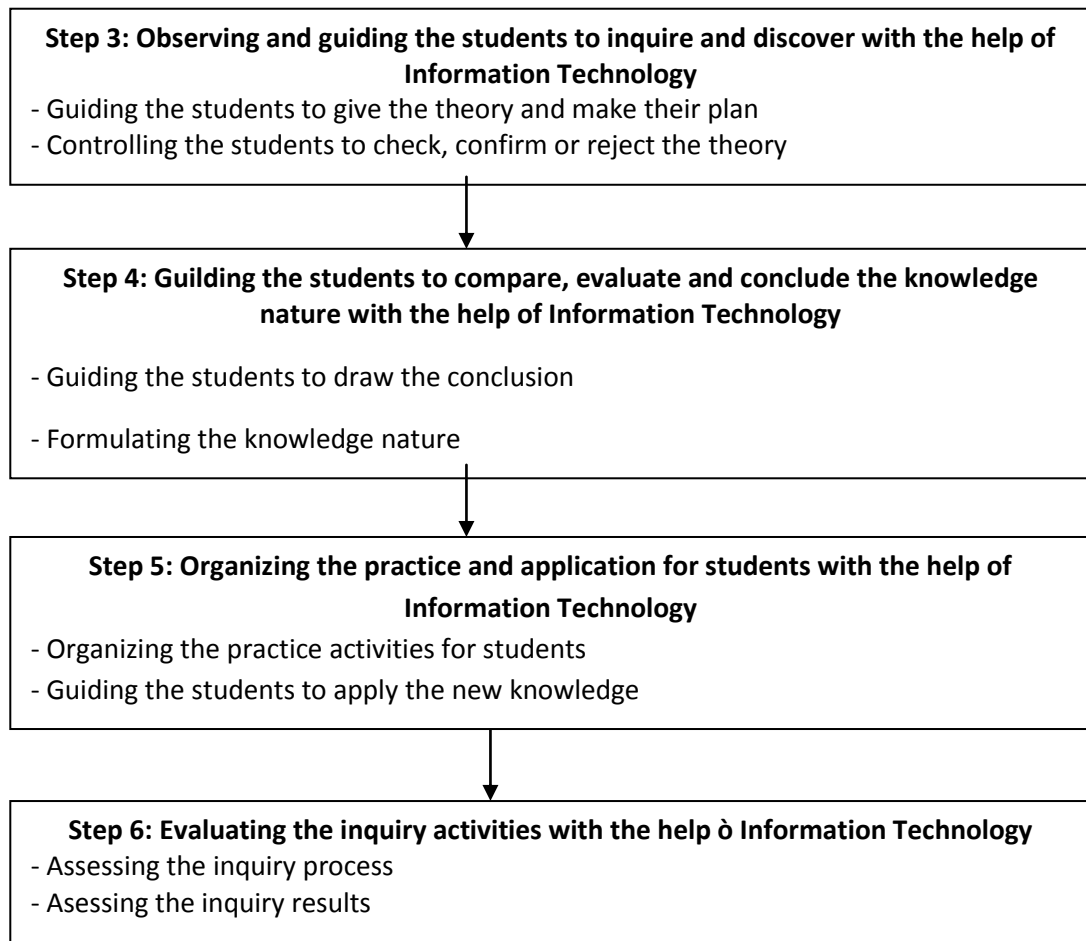 Step 3: Observing and guiding the students to inquire and discover with the help of
Information Technology
- Guiding the students to give the theory and make their plan
- Controlling the students to check, confirm or reject the theory
Step 4: Guilding the students to compare, evaluate and conclude the knowledge
nature with the help of Information Technology
- Guiding the students to draw the conclusion
- Formulating the knowledge nature
Step 5: Organizing the practice and application for students with the help of
Information Technology
- Organizing the practice activities for students
- Guiding the students to apply the new knowledge
Step 6: Evaluating the inquiry activities with the help ò Information Technology
- Assessing the inquiry process
- Asessing the inquiry results